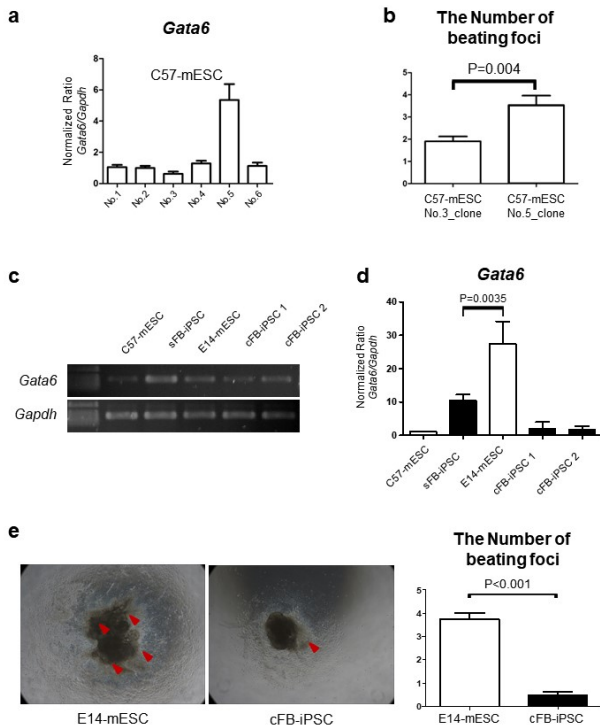 a
Gata6
C57-mESC
Normalized Ratio
Gata6/Gapdh
8
6
4
2
0
No.1
No.2
No.3
No.4
No.5
No.6
b
The Number of
beating foci
P=0.004
5
4
3
2
1
0
C57-mESC
No.3_clone
C57-mESC
No.5_clone
c
C57-mESC
sFB-iPSC
E14-mESC
cFB-iPSC 1
cFB-iPSC 2
Gata6
Gapdh
d
Gata6
P=0.0035
Normalized Ratio
Gata6/Gapdh
40
30
20
10
0
C57-mESC
sFB-iPSC
E14-mESC
cFB-iPSC 1
cFB-iPSC 2
e
E14-mESC
cFB-iPSC
The Number of
beating foci
P<0.001
5
4
3
2
1
0
E14-mESC
cFB-iPSC